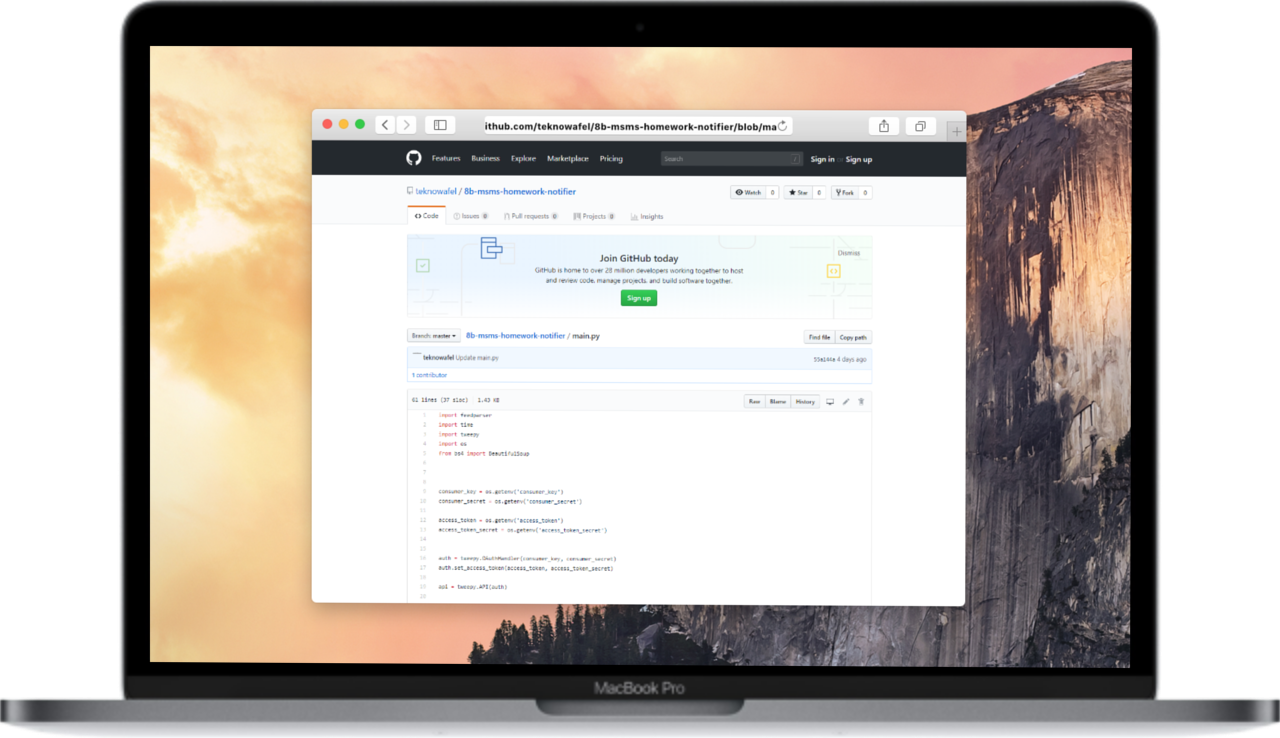 ithub.com/teknowafel/8b-msms-homework-notifier/blob/ma
Features Business Explore Marketplace Pricing Search / Sign in or Sign up
teknowafel / 8b-msms-homework-notifier Watch 0 Star 0 Fork 0
Code Issues 0 Pull requests 0 Projects 0 Insights
Join GitHub today
Dismiss
GitHub is home to over 28 million developers working together to host
and review code, manage projects, and build software together.
Sign up
Branch: master 8b-msms-homework-notifier / main.py Find file Copy path
teknowafel Update main.py 4 days ago
1 contributor
61 lines (37 sloc) 1.43 KB Raw Blame History
1 import feedparser
2 import time
3 import tweepy
4 import os
5 from bs4 import BeautifulSoup
6
7
8
9 consumer_key = os.getenv('consumer_key')
10 consumer_secret = os.getenv('consumer_secret')
11
12 access_token = os.getenv('access_token')
13 access_token_secret = os.getenv('access_token_secret')
14
15
16 auth = tweepy.OAuthHandler(consumer_key, consumer_secret)
17 auth.set_access_token(access_token, access_token_secret)
18
19 api = tweepy.API(auth)
20
MacBook Pro